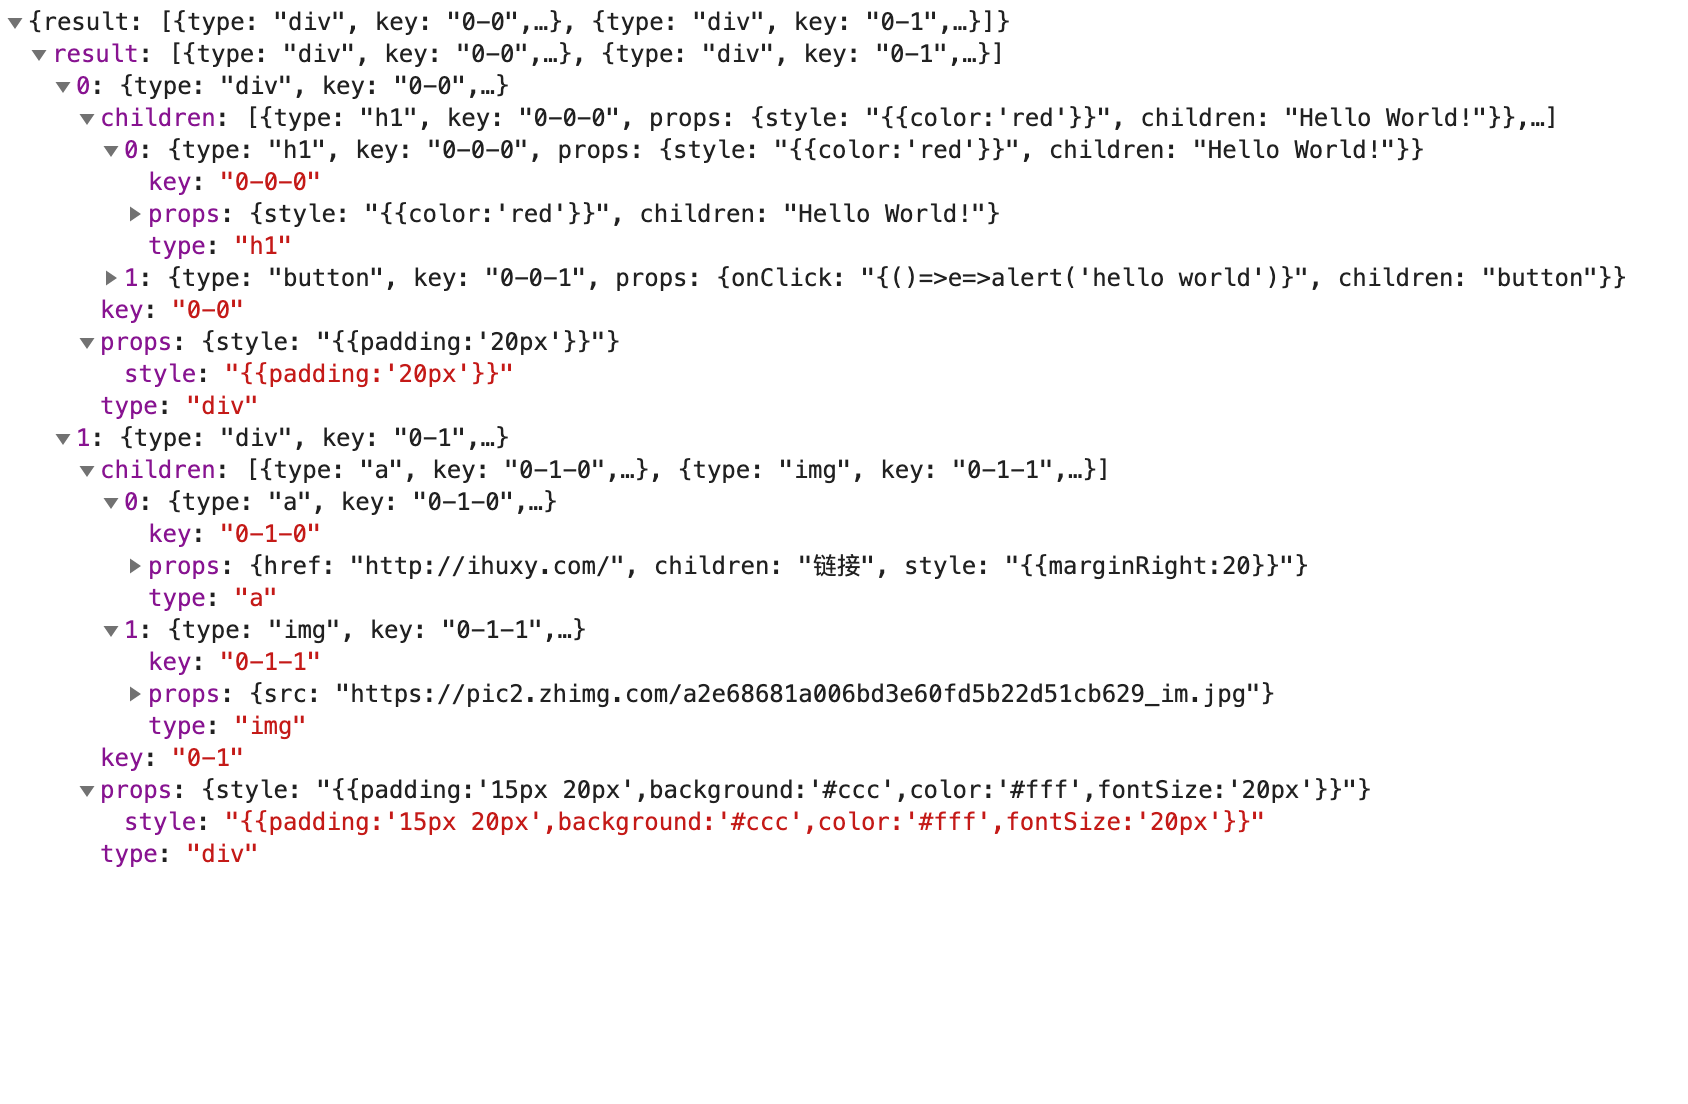 {result: [{type: "div", key: "0-0",…}, {type: "div", key: "0-1",…}]}
result: [{type: "div", key: "0-0",…}, {type: "div", key: "0-1",…}]
0: {type: "div", key: "0-0",…}
children: [{type: "h1", key: "0-0-0", props: {style: "{{color:'red'}}", children: "Hello World!"}},…]
0: {type: "h1", key: "0-0-0", props: {style: "{{color:'red'}}", children: "Hello World!"}}
key: "0-0-0"
props: {style: "{{color:'red'}}", children: "Hello World!"}
type: "h1"
1: {type: "button", key: "0-0-1", props: {onClick: "{()=>e=>alert('hello world')}", children: "button"}}
key: "0-0"
props: {style: "{{padding:'20px'}}"}
style: "{{padding:'20px'}}"
type: "div"
1: {type: "div", key: "0-1",…}
children: [{type: "a", key: "0-1-0",…}, {type: "img", key: "0-1-1",…}]
0: {type: "a", key: "0-1-0",…}
key: "0-1-0"
props: {href: "http://ihuxy.com/", children: "链接", style: "{{marginRight:20}}"}
type: "a"
1: {type: "img", key: "0-1-1",…}
key: "0-1-1"
props: {src: "https://pic2.zhimg.com/a2e68681a006bd3e60fd5b22d51cb629_im.jpg"}
type: "img"
key: "0-1"
props: {style: "{{padding:'15px 20px',background:'#ccc',color:'#fff',fontSize:'20px'}}"}
style: "{{padding:'15px 20px',background:'#ccc',color:'#fff',fontSize:'20px'}}"
type: "div"